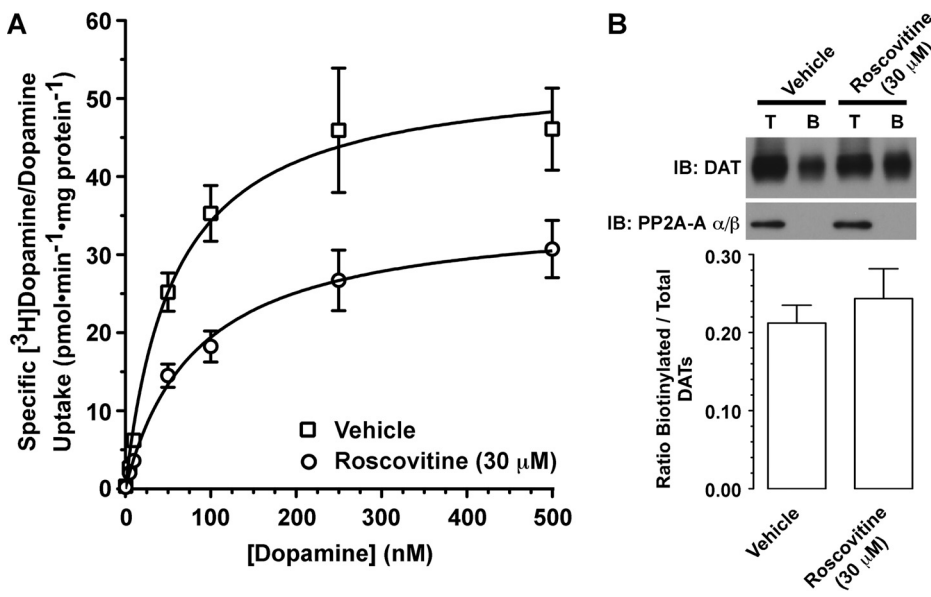 A
Specific [³H]Dopamine/Dopamine
Uptake (pmol•min⁻¹•mg protein⁻¹)
60
50
40
30
20
10
0
0
100
200
300
400
500
[Dopamine] (nM)
Vehicle
Roscovitine (30 μM)
B
Vehicle
Roscovitine
(30 μM)
T B T B
IB: DAT
IB: PP2A-A α/β
Ratio Biotinylated / Total
DATs
0.30
0.20
0.10
0.00
Vehicle
Roscovitine
(30 μM)